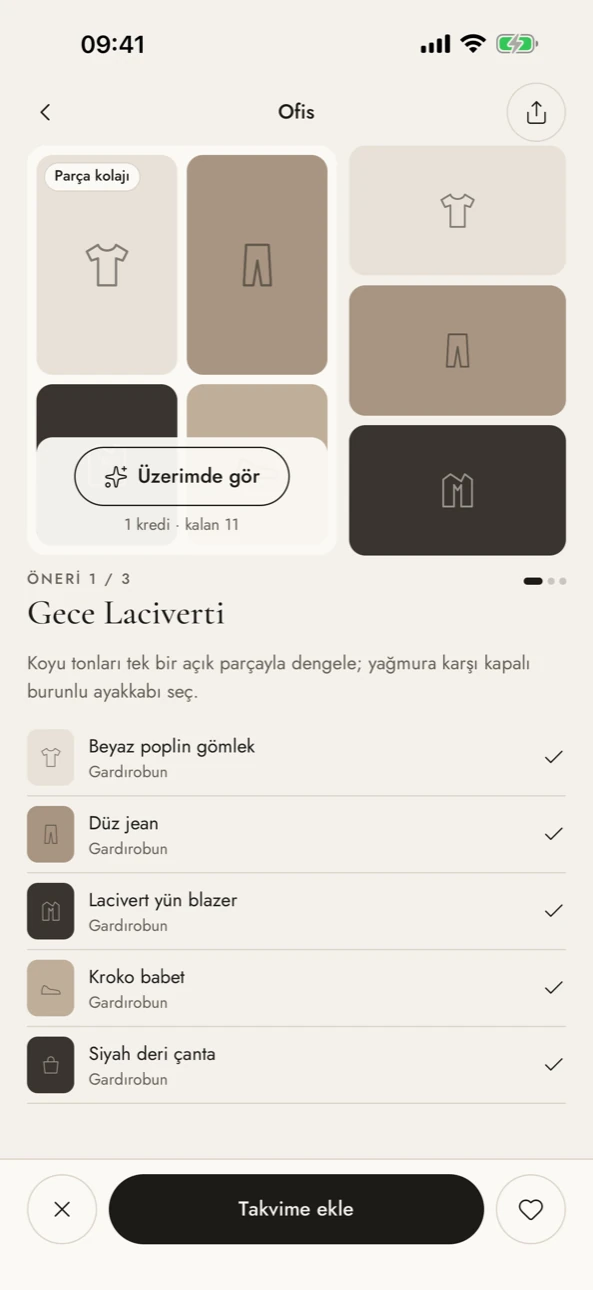 09:41
Ofis
Parça kolajı
Üzerimde gör
1 kredi · kalan 11
ÖNERİ 1 / 3
Gece Laciverti
Koyu tonları tek bir açık parçayla dengele; yağmura karşı kapalı
burunlu ayakkabı seç.
Beyaz poplin gömlek
Gardırobun
Düz jean
Gardırobun
Lacivert yün blazer
Gardırobun
Kroko babet
Gardırobun
Siyah deri çanta
Gardırobun
Takvime ekle